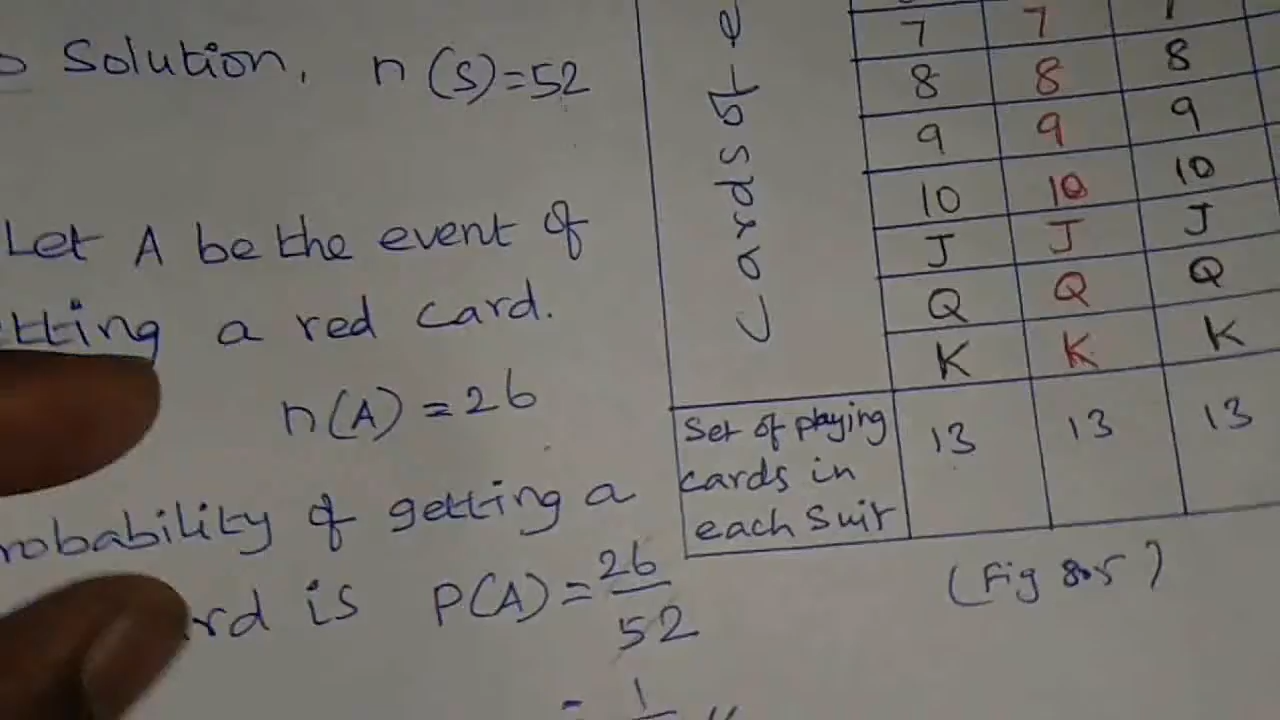 Solution, n(S)=52
Let A be the event of
tting a red card.
n(A) = 26
robability of getting a
rd is P(A) = 26/52
= 1
Cards of e
7 7
8 8 8
9 9 9
10 10 10
J J J
Q Q Q
K K K
Set of playing cards in each suit 13 13 13
(Fig 8.5)